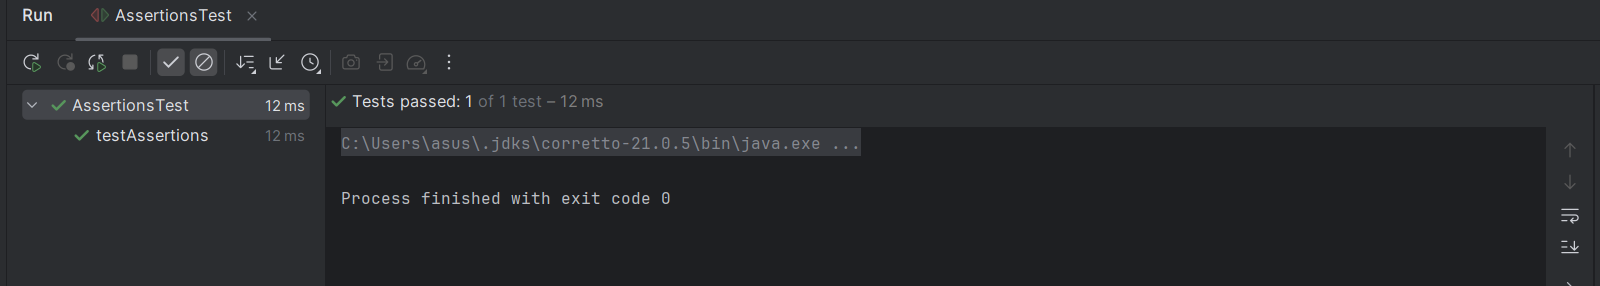 Run AssertionsTest
AssertionsTest 12 ms
testAssertions 12 ms
Tests passed: 1 of 1 test – 12 ms
C:\Users\asus\.jdks\corretto-21.0.5\bin\java.exe ...
Process finished with exit code 0